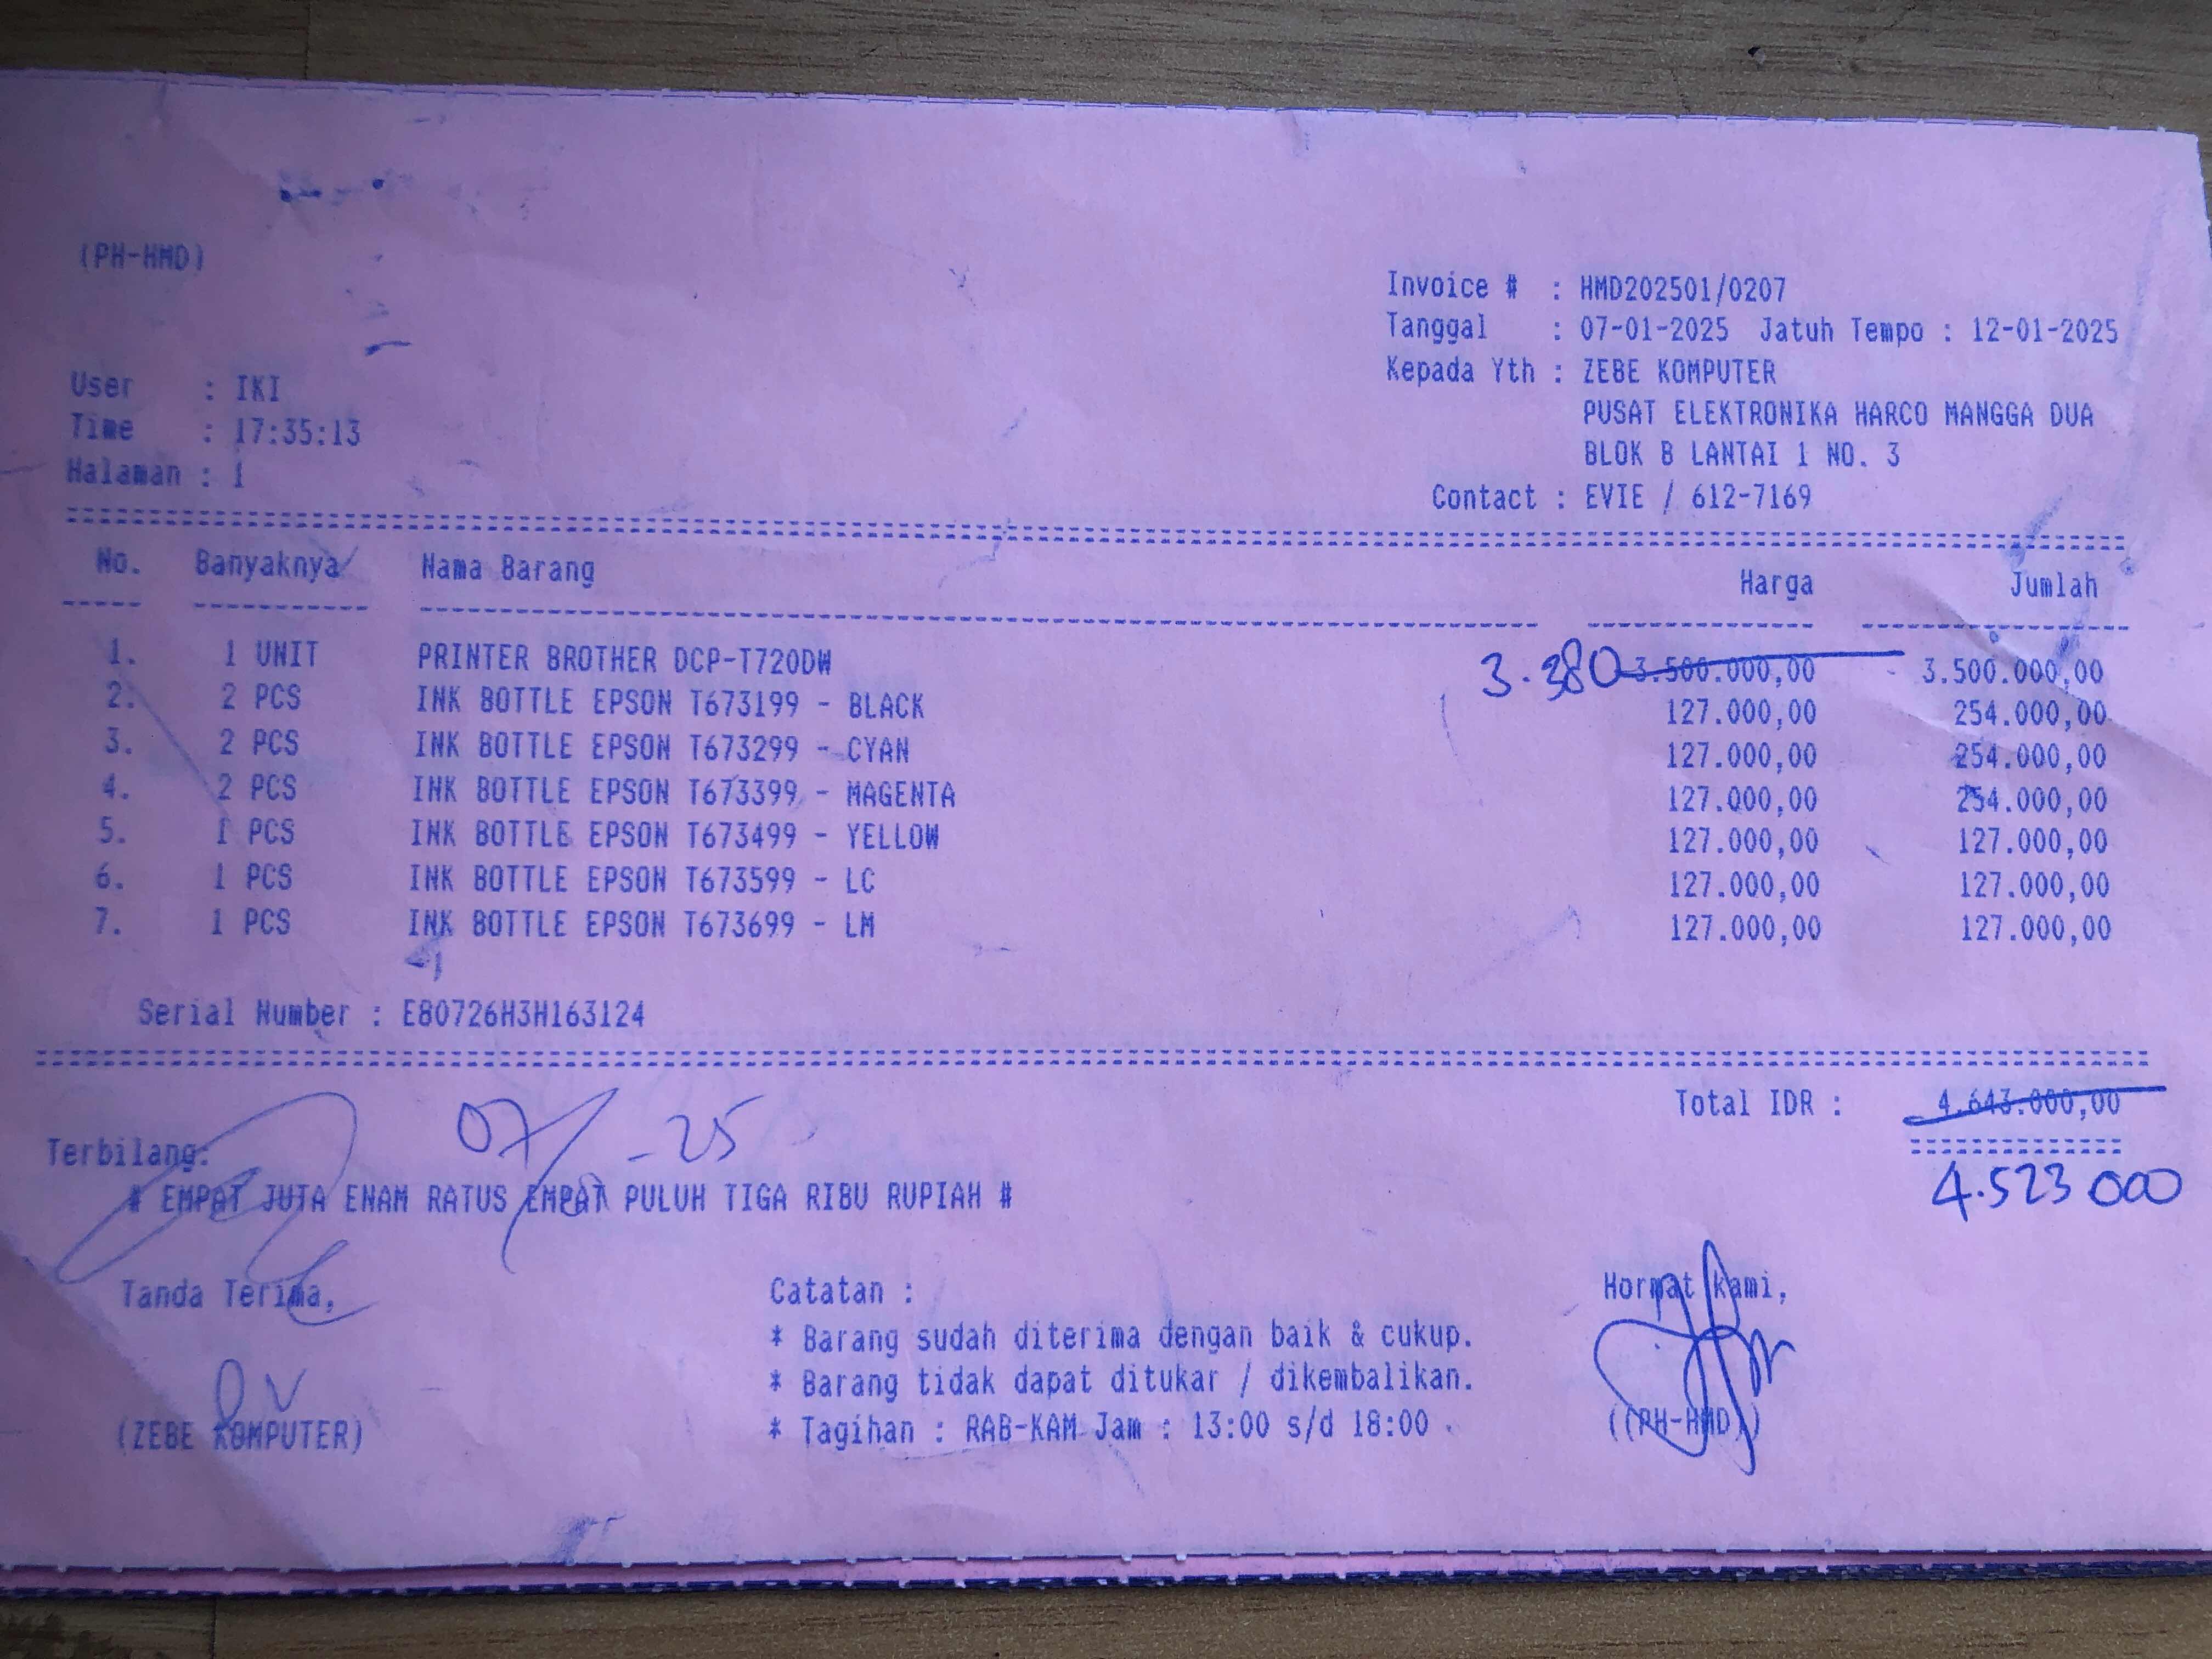 (PH-HMD)
Invoice # : HMD202501/0207
Tanggal : 07-01-2025 Jatuh Tempo : 12-01-2025
Kepada Yth : ZEBE KOMPUTER
PUSAT ELEKTRONIKA HARCO MANGGA DUA
BLOK B LANTAI 1 NO. 3
Contact : EVIE / 612-7169
User : IKI
Time : 17:35:13
Halaman : 1
No. Banyaknya Nama Barang Harga Jumlah
1. 1 UNIT PRINTER BROTHER DCP-T720DW 3.380 3.500.000,00 3.500.000,00
2. 2 PCS INK BOTTLE EPSON T673199 - BLACK 127.000,00 254.000,00
3. 2 PCS INK BOTTLE EPSON T673299 - CYAN 127.000,00 254.000,00
4. 2 PCS INK BOTTLE EPSON T673399 - MAGENTA 127.000,00 254.000,00
5. 1 PCS INK BOTTLE EPSON T673499 - YELLOW 127.000,00 127.000,00
6. 1 PCS INK BOTTLE EPSON T673599 - LC 127.000,00 127.000,00
7. 1 PCS INK BOTTLE EPSON T673699 - LM 127.000,00 127.000,00
Serial Number : E80726H3H163124
Total IDR : 4.643.000,00
4.523 000
07/ -25
Terbilang:
# EMPAT JUTA ENAM RATUS EMPAT PULUH TIGA RIBU RUPIAH #
Tanda Terima,
(ZEBE KOMPUTER)
Catatan :
* Barang sudah diterima dengan baik & cukup.
* Barang tidak dapat ditukar / dikembalikan.
* Tagihan : RAB-KAM Jam : 13:00 s/d 18:00
Hormat kami,
((PH-HMD))